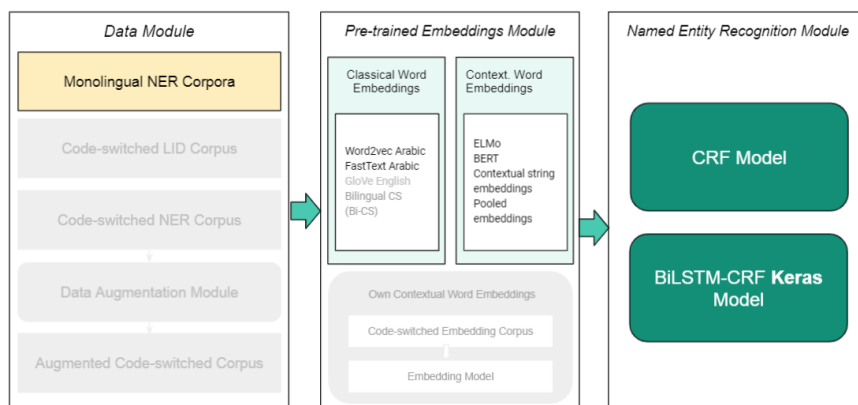 Data Module
Monolingual NER Corpora
Code-switched LID Corpus
Code-switched NER Corpus
Data Augmentation Module
Augmented Code-switched Corpus
Pre-trained Embeddings Module
Classical Word
Embeddings
Word2vec Arabic
FastText Arabic
GloVe English
Bilingual CS
(Bi-CS)
Context. Word
Embeddings
ELMo
BERT
Contextual string
embeddings
Pooled
embeddings
Own Contextual Word Embeddings
Code-switched Embedding Corpus
Embedding Model
Named Entity Recognition Module
CRF Model
BiLSTM-CRF Keras
Model